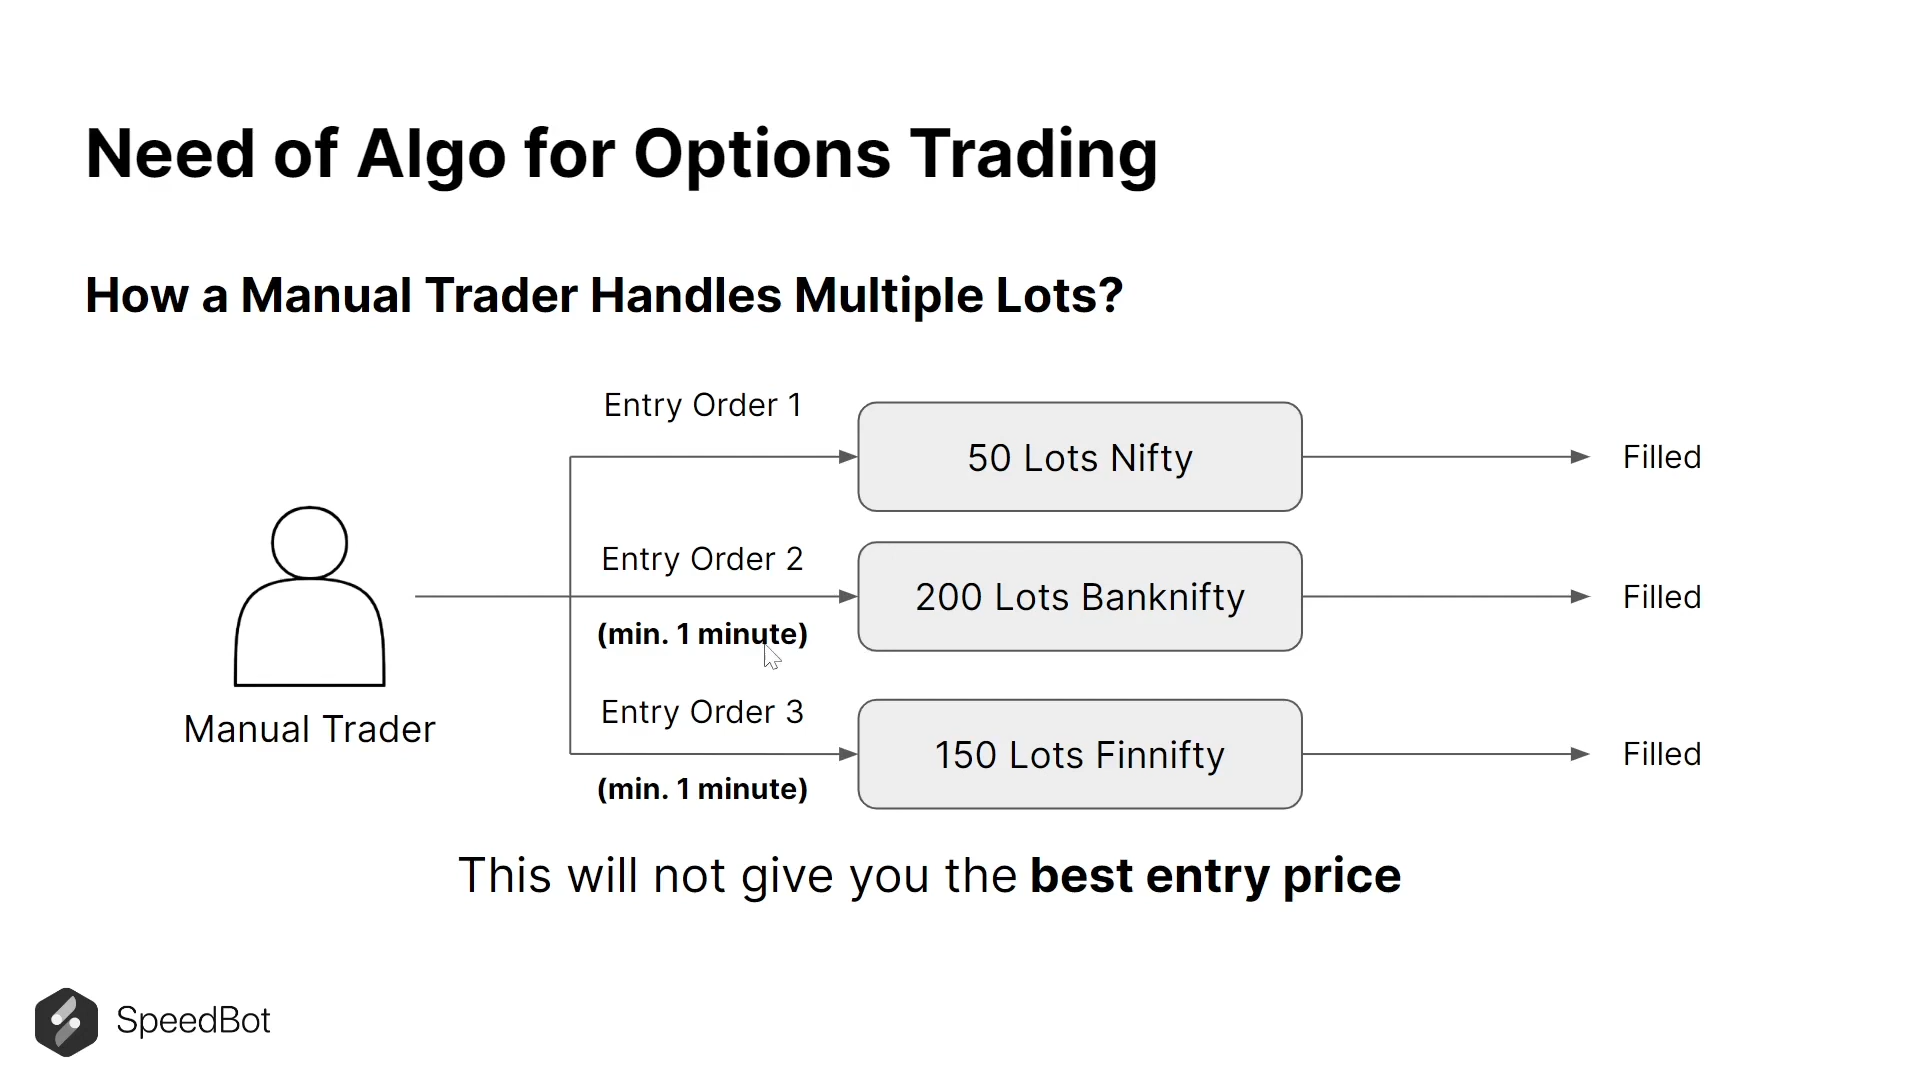 Need of Algo for Options Trading
How a Manual Trader Handles Multiple Lots?
Entry Order 1
50 Lots Nifty
Filled
Entry Order 2
(min. 1 minute)
200 Lots Banknifty
Filled
Entry Order 3
(min. 1 minute)
150 Lots Finnifty
Filled
Manual Trader
This will not give you the best entry price
SpeedBot